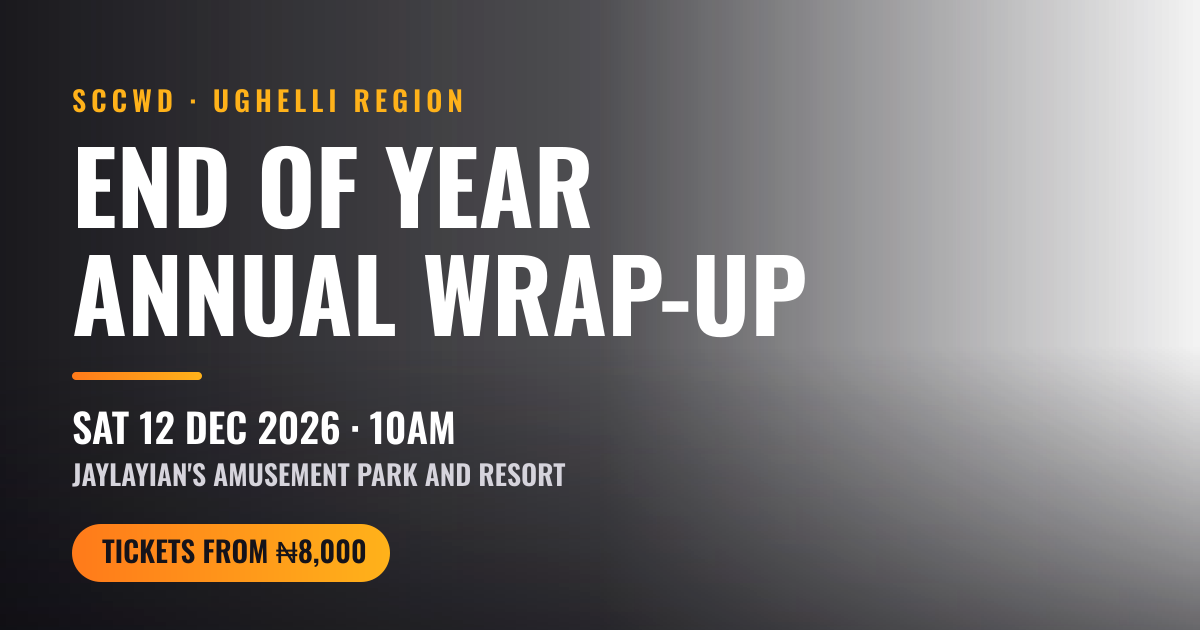 SCCWD · UGHELLI REGION
END OF YEAR
ANNUAL WRAP-UP
SAT 12 DEC 2026 · 10AM
JAYLAYIAN'S AMUSEMENT PARK AND RESORT
TICKETS FROM ₦8,000